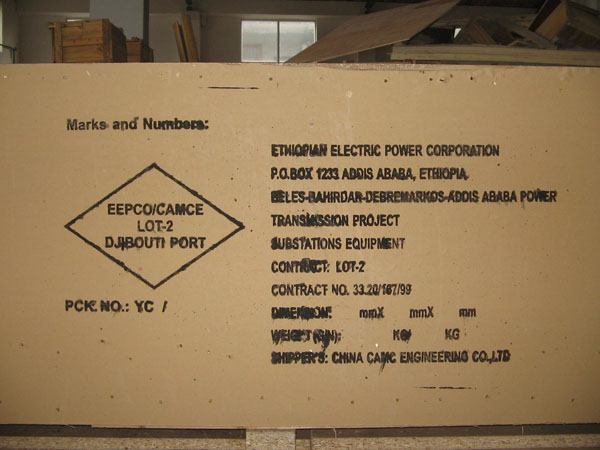 Marks and Numbers:
EEPCO/CAMCE
LOT-2
DJIBOUTI PORT
PCK. NO.: YC /
ETHIOPIAN ELECTRIC POWER CORPORATION
P.O.BOX 1233 ADDIS ABABA, ETHIOPIA.
BELES-BAHIRDAR-DEBREMARKOS-ADDIS ABABA POWER
TRANSMISSION PROJECT
SUBSTATIONS EQUIPMENT
CONTRACT: LOT-2
CONTRACT NO. 33.20/167/99
DIMENSION: mmX mmX mm
WEIGHT(G/N): KG/ KG
SHIPPER'S: CHINA CAMC ENGINEERING CO.,LTD